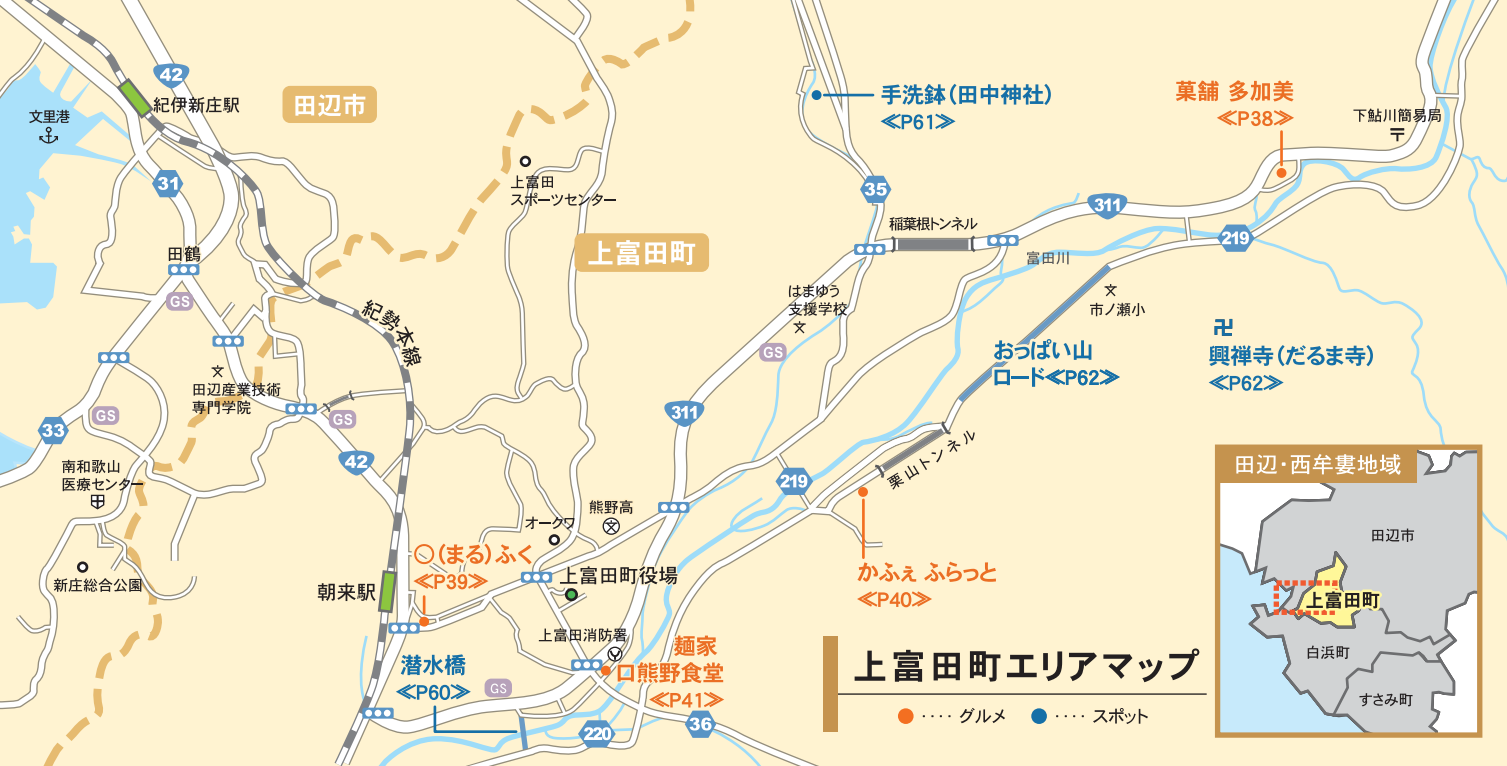 42
紀伊新庄駅
田辺市
文里港
31
田鶴
GS
手洗鉢(田中神社)
≪P61≫
菓舗 多加美
≪P38≫
下鮎川簡易局
上富田
スポーツセンター
35
311
稲葉根トンネル
219
上富田町
富田川
はまゆう
支援学校
GS
市ノ瀬小
紀勢本線
おっぱい山
ロード≪P62≫
卍
興禅寺(だるま寺)
≪P62≫
田辺産業技術
専門学院
GS
GS
33
42
311
南和歌山
医療センター
栗山トンネル
219
熊野高
オークワ
〇(まる)ふく
≪P39≫
上富田町役場
新庄総合公園
朝来駅
かふぇ ふらっと
≪P40≫
上富田消防署
麺家
口熊野食堂
≪P41≫
潜水橋
≪P60≫
GS
220
36
上富田町エリアマップ
‥‥ グルメ
‥‥ スポット
田辺・西牟婁地域
田辺市
上富田町
白浜町
すさみ町